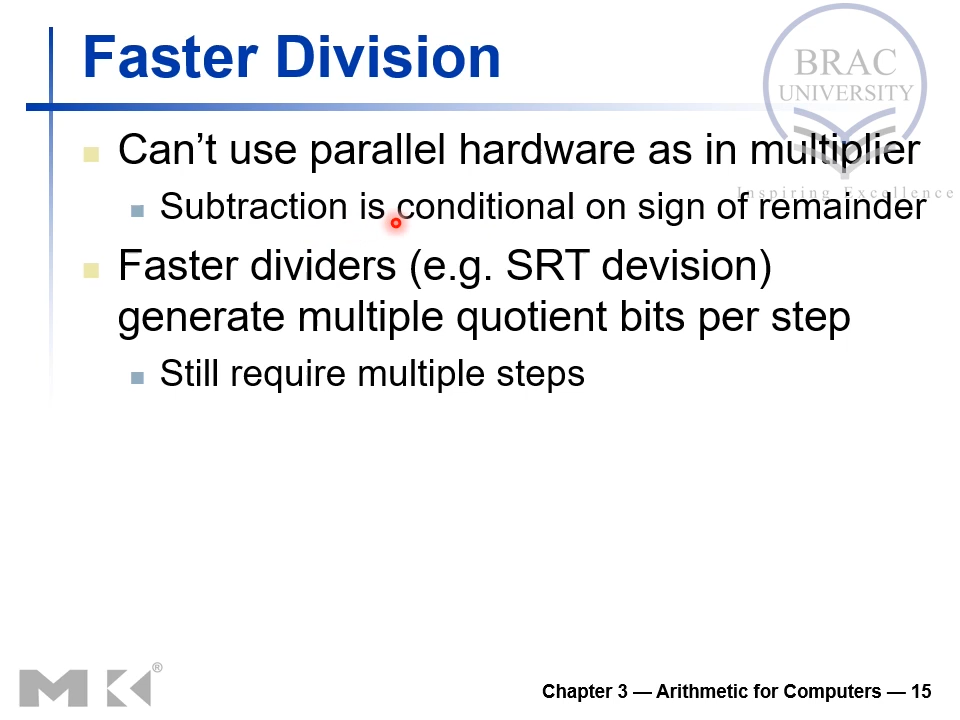 Faster Division
BRAC
UNIVERSITY
Inspiring Excellence
Can't use parallel hardware as in multiplier
Subtraction is conditional on sign of remainder
Faster dividers (e.g. SRT devision)
generate multiple quotient bits per step
Still require multiple steps
MK®
Chapter 3 — Arithmetic for Computers — 15